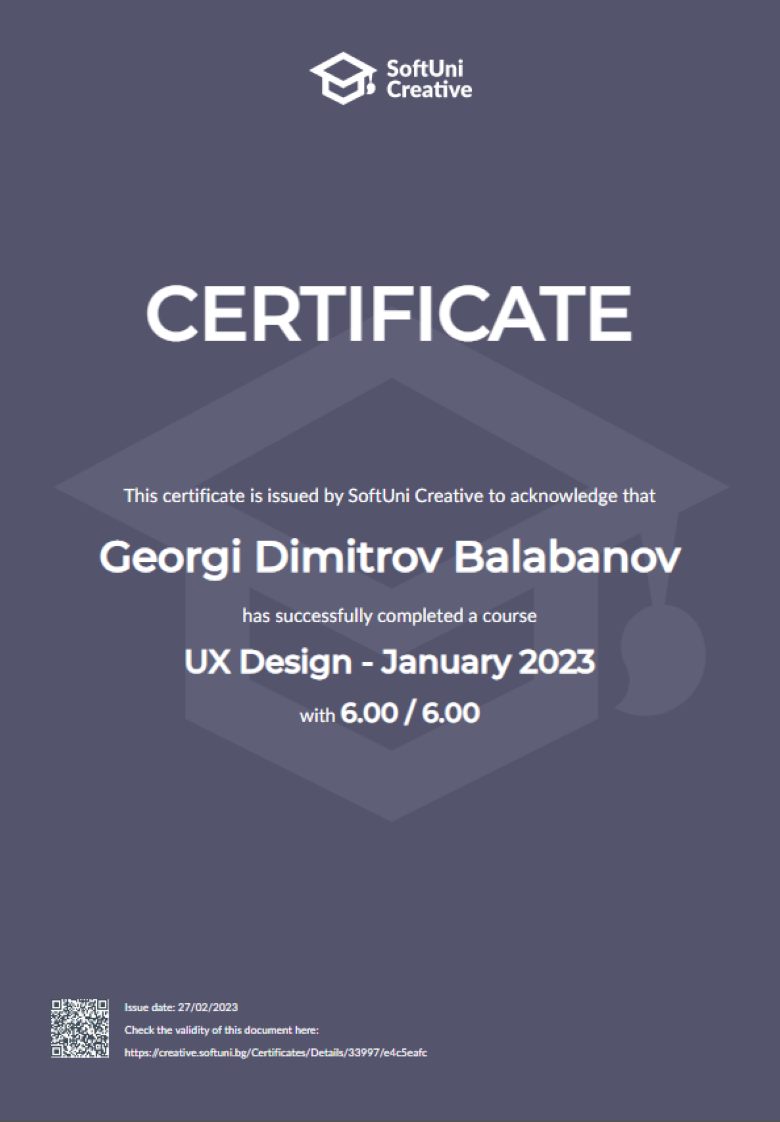 SoftUni
Creative
CERTIFICATE
This certificate is issued by SoftUni Creative to acknowledge that
Georgi Dimitrov Balabanov
has successfully completed a course
UX Design - January 2023
with 6.00 / 6.00
Issue date: 27/02/2023
Check the validity of this document here:
https://creative.softuni.bg/Certificates/Details/33997/e4c5eafc